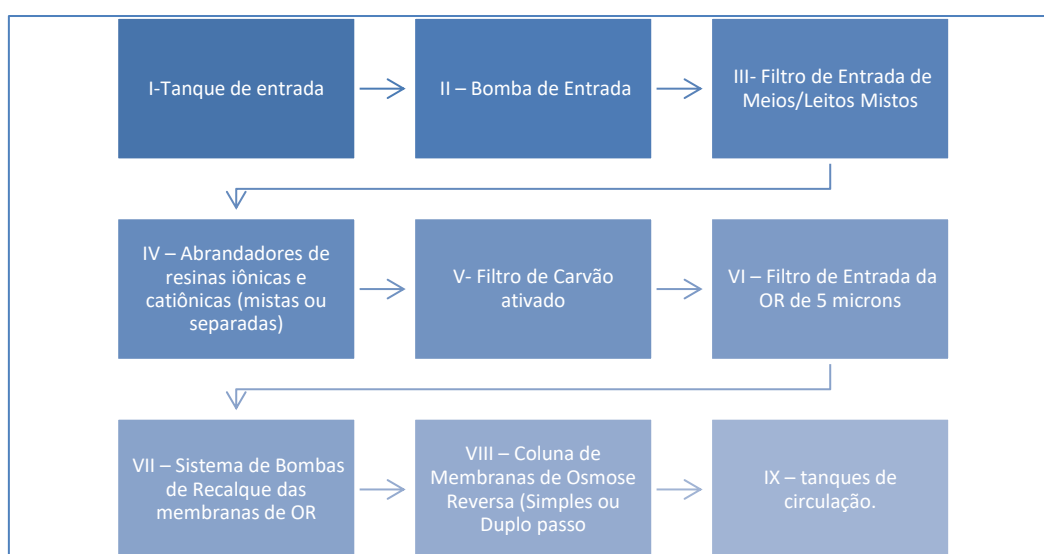 I-Tanque de entrada
II – Bomba de Entrada
III- Filtro de Entrada de
Meios/Leitos Mistos
IV – Abrandadores de
resinas iônicas e
catiônicas (mistas ou
separadas)
V- Filtro de Carvão
ativado
VI – Filtro de Entrada da
OR de 5 microns
VII – Sistema de Bombas
de Recalque das
membranas de OR
VIII – Coluna de
Membranas de Osmose
Reversa (Simples ou
Duplo passo
IX – tanques de
circulação.